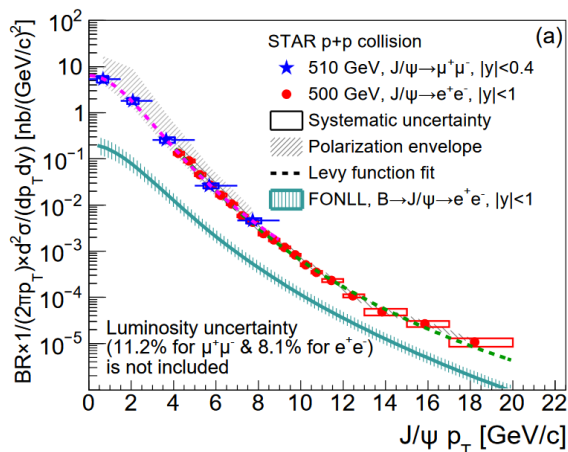 (a)
STAR p+p collision
510 GeV, J/ψ→μ⁺μ⁻, |y|<0.4
500 GeV, J/ψ→e⁺e⁻, |y|<1
Systematic uncertainty
Polarization envelope
Levy function fit
FONLL, B→J/ψ→e⁺e⁻, |y|<1
BR×1/(2πp_T)×d²σ/(dp_Tdy) [nb/(GeV/c)²]
10²
10
1
10⁻¹
10⁻²
10⁻³
10⁻⁴
10⁻⁵
Luminosity uncertainty
(11.2% for μ⁺μ⁻ & 8.1% for e⁺e⁻)
is not included
0 2 4 6 8 10 12 14 16 18 20 22
J/ψ p_T [GeV/c]